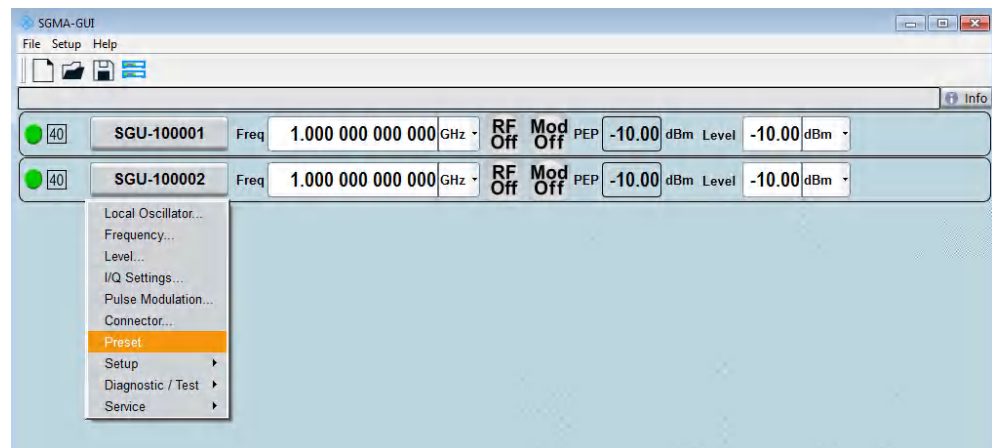 SGMA-GUI
File Setup Help
Info
40 SGU-100001 Freq 1.000 000 000 000 GHz RF Off Mod Off PEP -10.00 dBm Level -10.00 dBm
40 SGU-100002 Freq 1.000 000 000 000 GHz RF Off Mod Off PEP -10.00 dBm Level -10.00 dBm
Local Oscillator...
Frequency...
Level...
I/Q Settings...
Pulse Modulation...
Connector...
Preset
Setup
Diagnostic / Test
Service